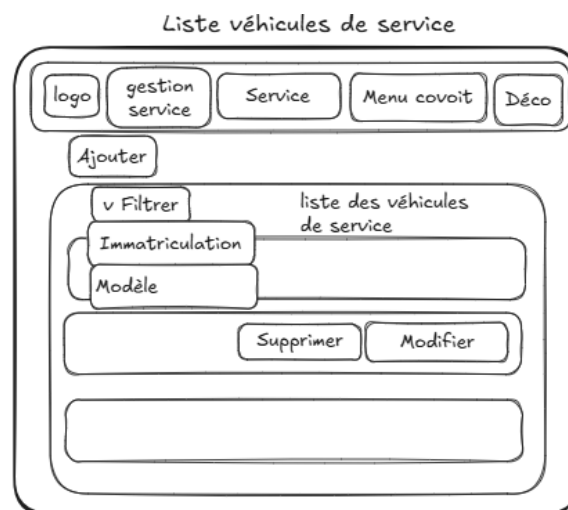 Liste véhicules de service
logo
gestion
service
Service
Menu covoit
Déco
Ajouter
v Filtrer
liste des véhicules
de service
Immatriculation
Modèle
Supprimer
Modifier